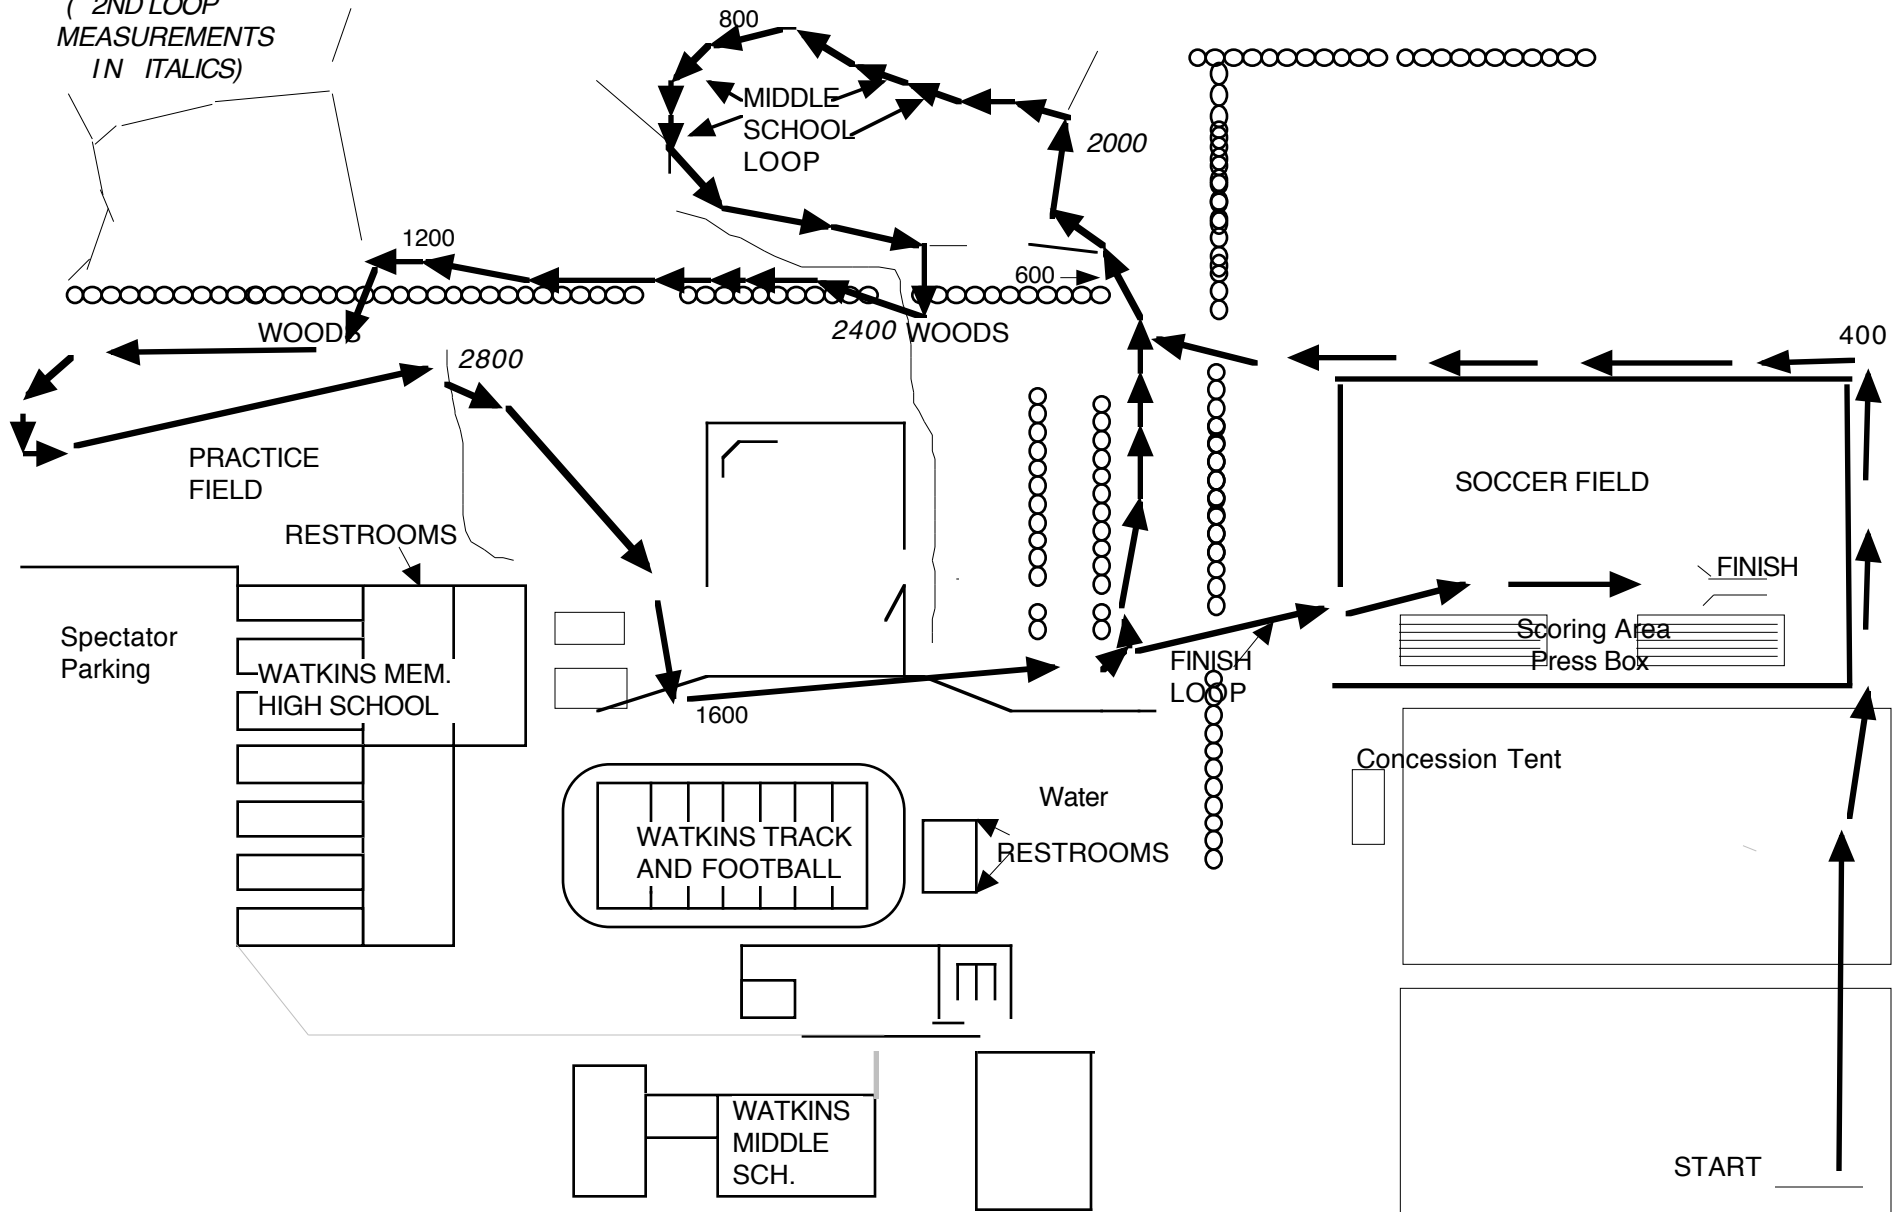 ( 2ND LOOP
MEASUREMENTS
IN ITALICS)
800
MIDDLE
SCHOOL
LOOP
2000
1200
600
WOODS
2400
WOODS
2800
400
PRACTICE
FIELD
SOCCER FIELD
RESTROOMS
FINISH
Spectator
Parking
Scoring Area
Press Box
WATKINS MEM.
HIGH SCHOOL
FINISH
LOOP
1600
Concession Tent
Water
WATKINS TRACK
AND FOOTBALL
RESTROOMS
WATKINS
MIDDLE
SCH.
START